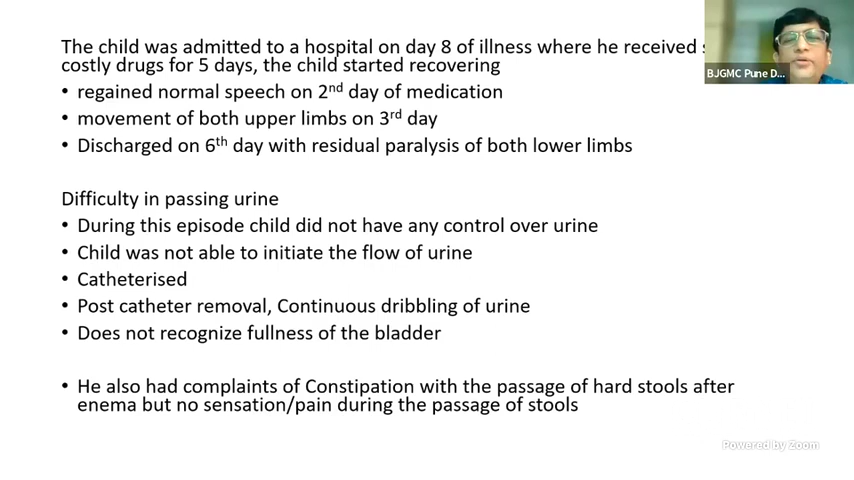 The child was admitted to a hospital on day 8 of illness where he received
costly drugs for 5 days, the child started recovering
• regained normal speech on 2nd day of medication
• movement of both upper limbs on 3rd day
• Discharged on 6th day with residual paralysis of both lower limbs
Difficulty in passing urine
• During this episode child did not have any control over urine
• Child was not able to initiate the flow of urine
• Catheterised
• Post catheter removal, Continuous dribbling of urine
• Does not recognize fullness of the bladder
• He also had complaints of Constipation with the passage of hard stools after
enema but no sensation/pain during the passage of stools
BJGMC Pune D...
Powered by Zoom